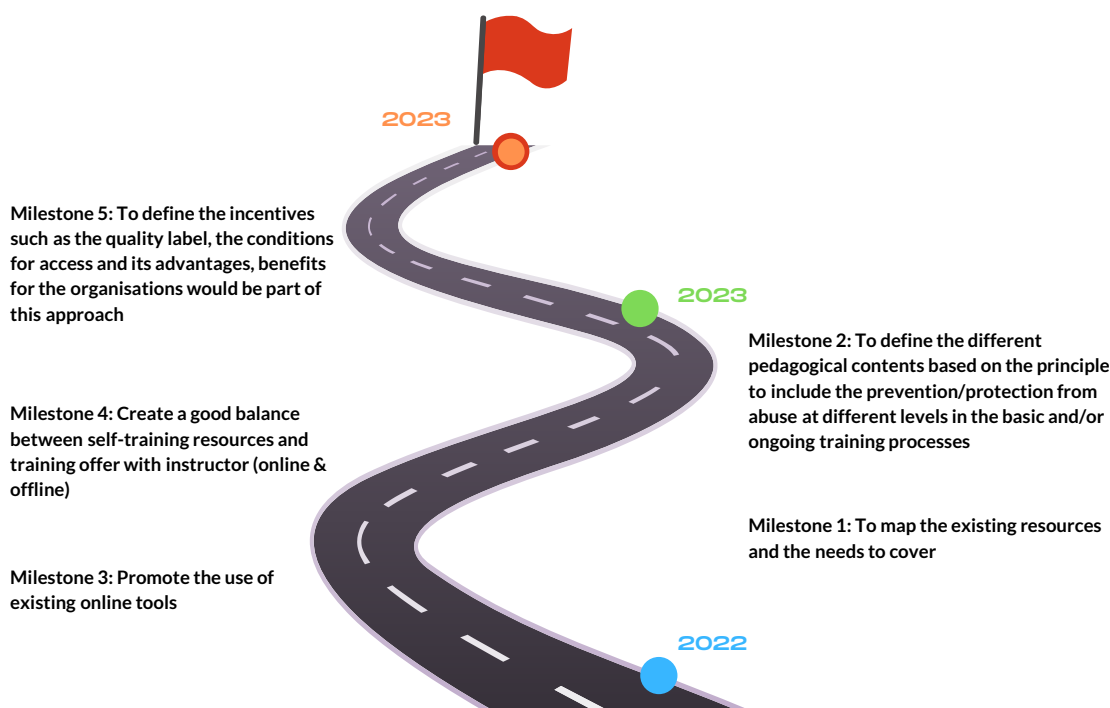 2023
Milestone 5: To define the incentives
such as the quality label, the conditions
for access and its advantages, benefits
for the organisations would be part of
this approach
2023
Milestone 2: To define the different
pedagogical contents based on the principle
to include the prevention/protection from
abuse at different levels in the basic and/or
ongoing training processes
Milestone 4: Create a good balance
between self-training resources and
training offer with instructor (online &
offline)
Milestone 1: To map the existing resources
and the needs to cover
Milestone 3: Promote the use of
existing online tools
2022